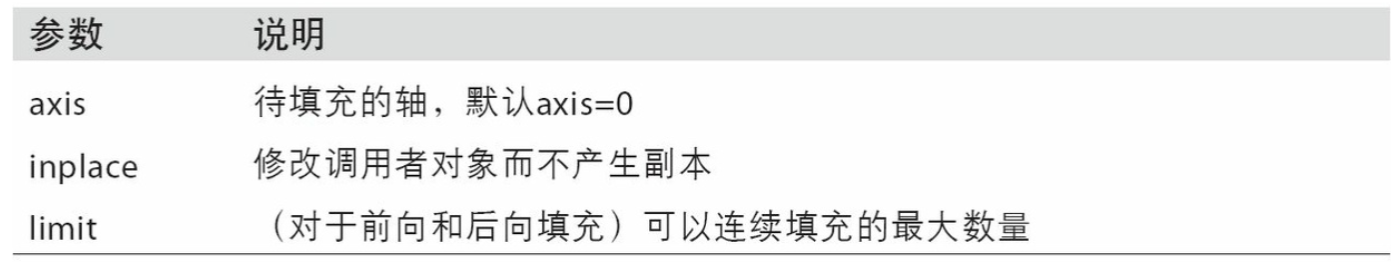 参数 说明
axis 待填充的轴，默认axis=0
inplace 修改调用者对象而不产生副本
limit （对于前向和后向填充）可以连续填充的最大数量